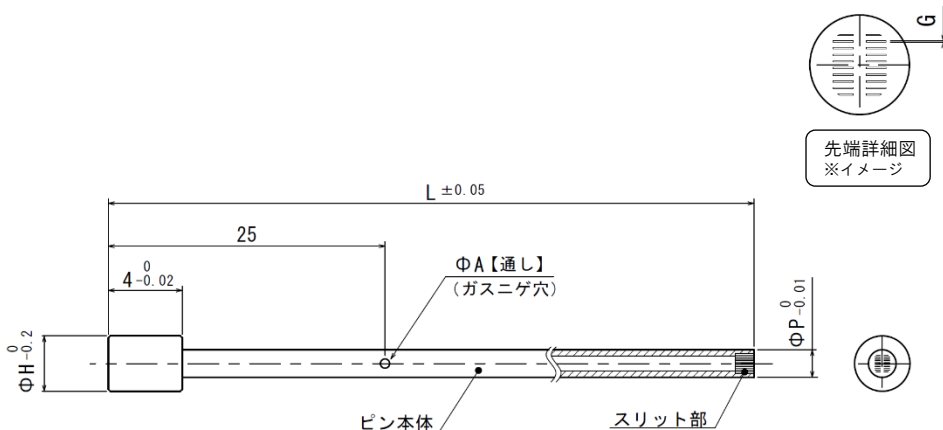 G
先端詳細図
※イメージ
L ±0.05
25
4 0 -0.02
ΦA【通し】
(ガスニゲ穴)
ΦH 0 -0.2
ΦP 0 -0.01
ピン本体
スリット部